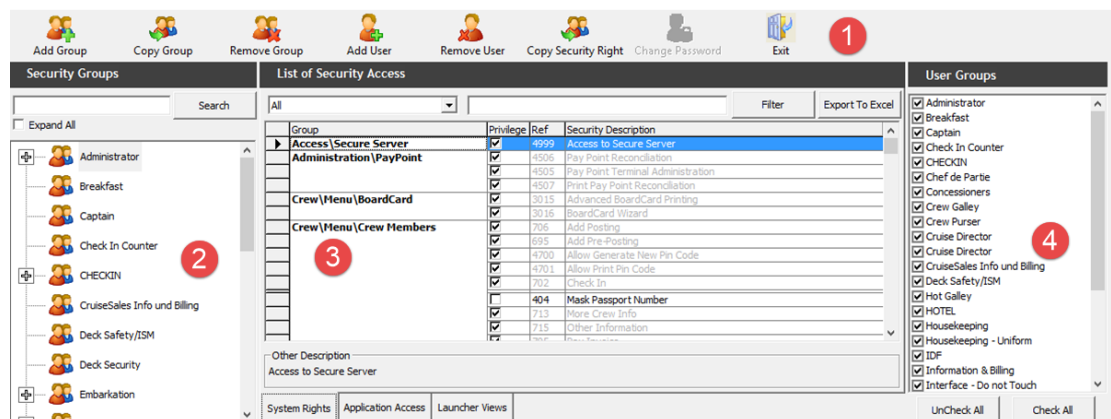 Add Group Copy Group Remove Group Add User Remove User Copy Security Right Change Password Exit 1
Security Groups
Search
Expand All
Administrator
Breakfast
Captain
Check In Counter
2
CHECKIN
CruiseSales Info und Billing
Deck Safety/ISM
Deck Security
Embarkation
List of Security Access
All Filter Export To Excel
Group Privilege Ref Security Description
Access\Secure Server 4999 Access to Secure Server
Administration\PayPoint 4506 Pay Point Reconciliation
4505 Pay Point Terminal Administration
4507 Print Pay Point Reconciliation
Crew\Menu\BoardCard 3015 Advanced BoardCard Printing
3016 BoardCard Wizard
Crew\Menu\Crew Members 706 Add Posting
695 Add Pre-Posting
3
4700 Allow Generate New Pin Code
4701 Allow Print Pin Code
702 Check In
404 Mask Passport Number
713 More Crew Info
715 Other Information
Other Description
Access to Secure Server
System Rights Application Access Launcher Views
User Groups
Administrator
Breakfast
Captain
Check In Counter
CHECKIN
Chef de Partie
Concessioners
Crew Galley
Crew Purser
Cruise Director
4
Cruise Director
CruiseSales Info und Billing
Deck Safety/ISM
Hot Galley
HOTEL
Housekeeping
Housekeeping - Uniform
IDF
Information & Billing
Interface - Do not Touch
UnCheck All Check All